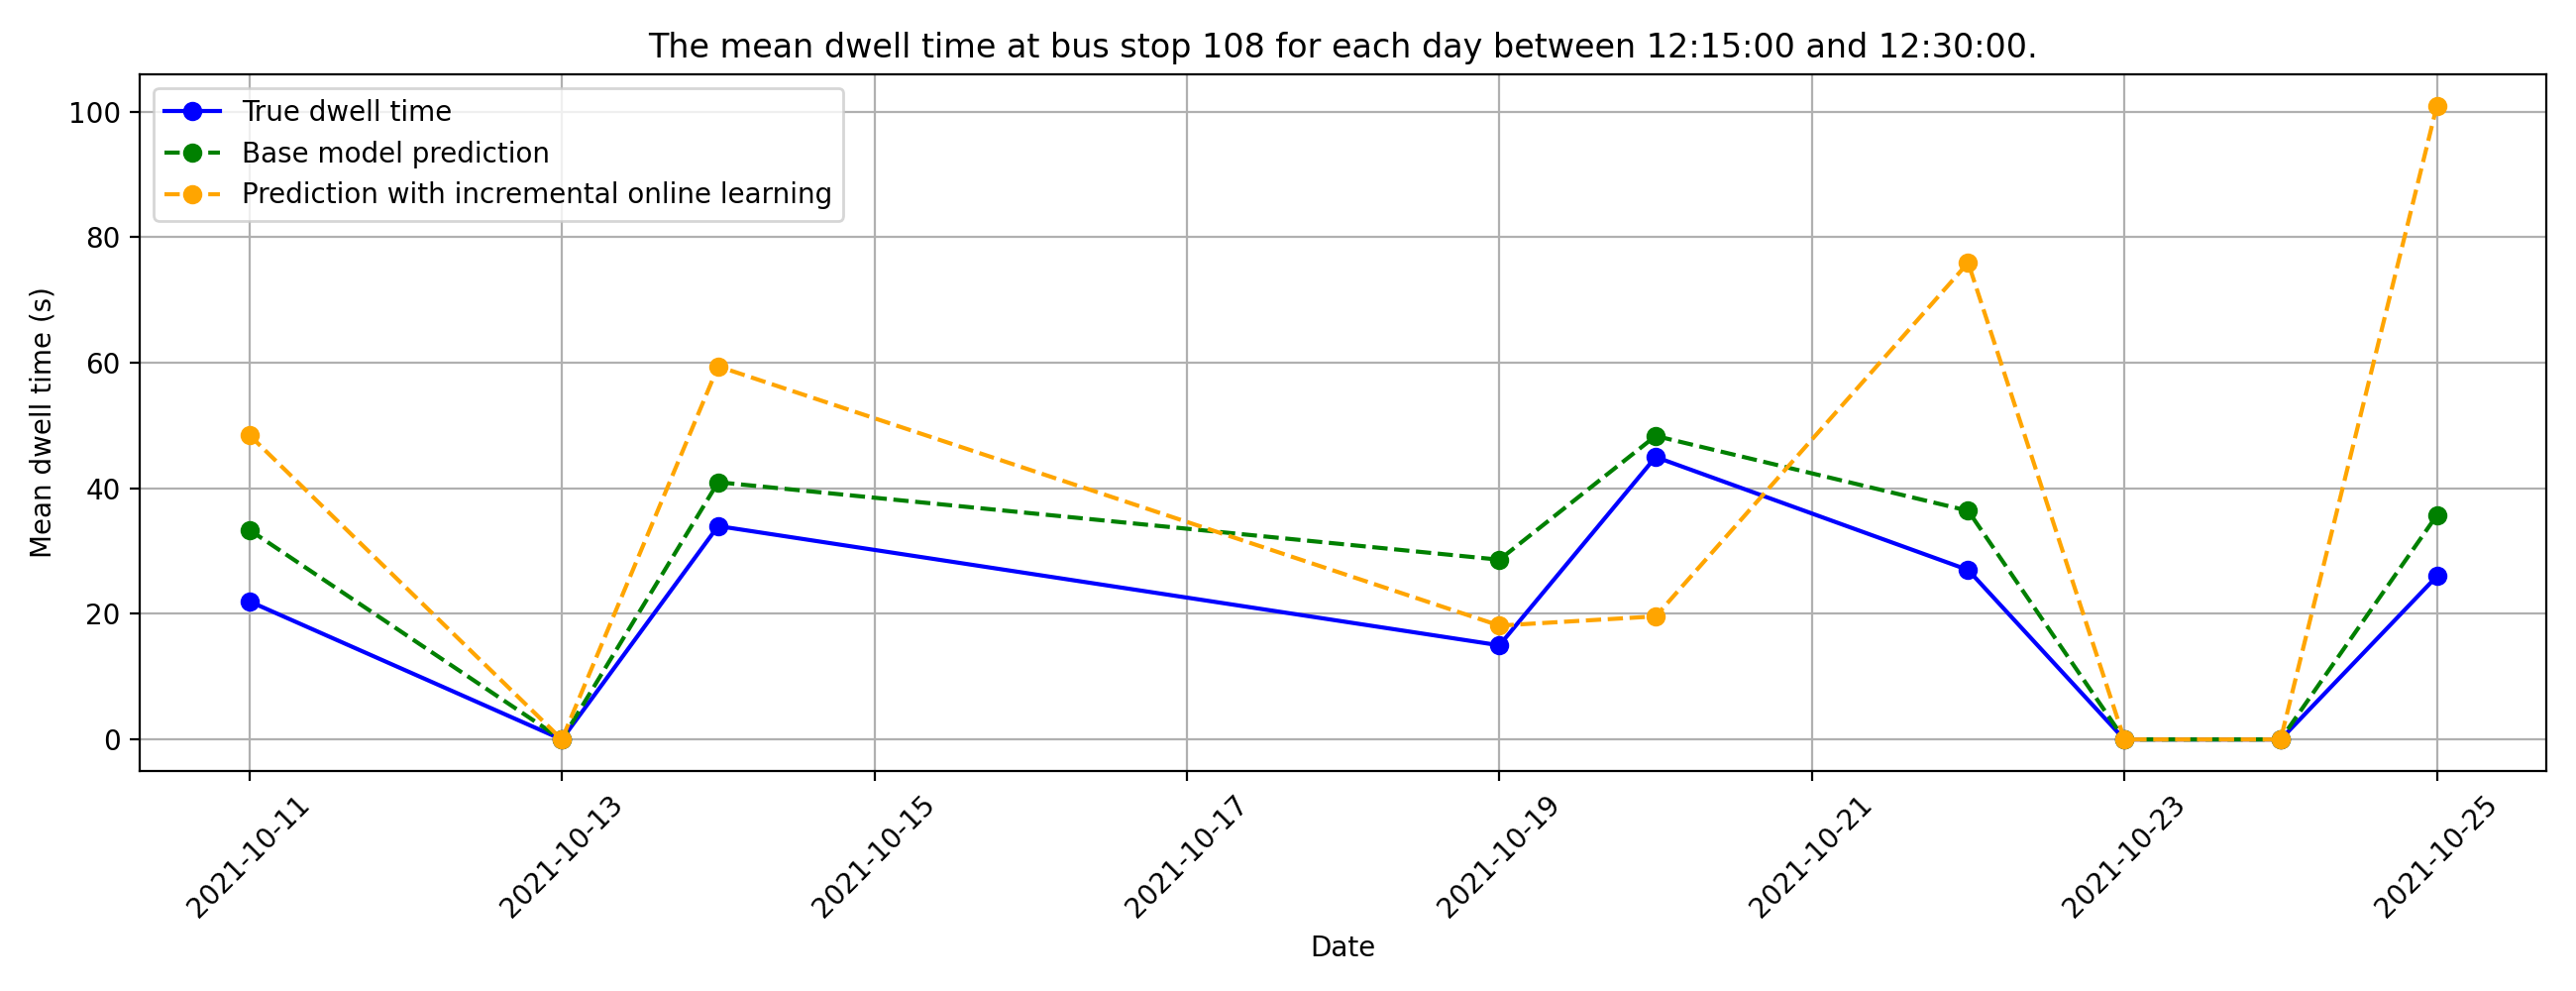 The mean dwell time at bus stop 108 for each day between 12:15:00 and 12:30:00.
True dwell time
Base model prediction
Prediction with incremental online learning
Mean dwell time (s)
100
80
60
40
20
0
2021-10-11
2021-10-13
2021-10-15
2021-10-17
2021-10-19
2021-10-21
2021-10-23
2021-10-25
Date